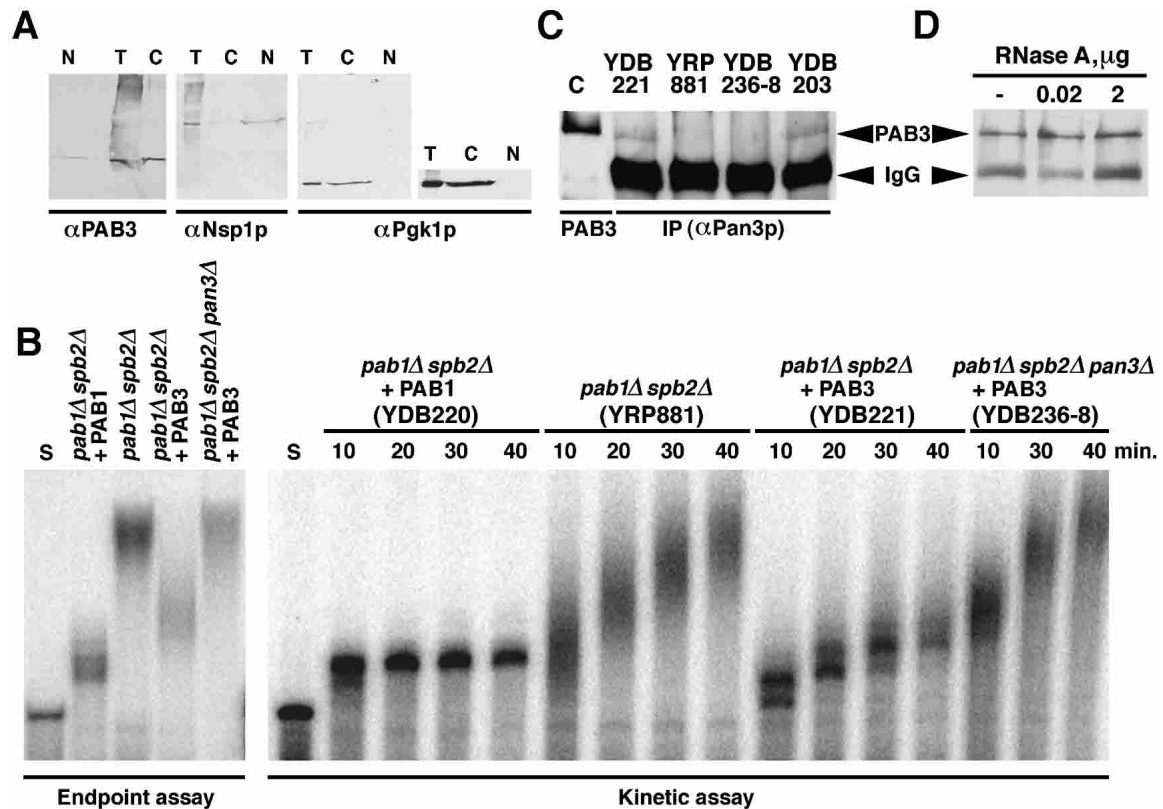 A
N T C T C N T C N
T C N
αPAB3 αNsp1p αPgk1p
C
YDB YRP YDB YDB
C 221 881 236-8 203
PAB3
IgG
PAB3 IP (αPan3p)
D
RNase A,μg
- 0.02 2
B
S
pab1Δ spb2Δ
+ PAB1
pab1Δ spb2Δ
pab1Δ spb2Δ
+ PAB3
pab1Δ spb2Δ pan3Δ
+ PAB3
Endpoint assay
pab1Δ spb2Δ
+ PAB1
(YDB220)
pab1Δ spb2Δ
(YRP881)
pab1Δ spb2Δ
+ PAB3
(YDB221)
pab1Δ spb2Δ pan3Δ
+ PAB3
(YDB236-8)
S 10 20 30 40 10 20 30 40 10 20 30 40 10 30 40 min.
Kinetic assay